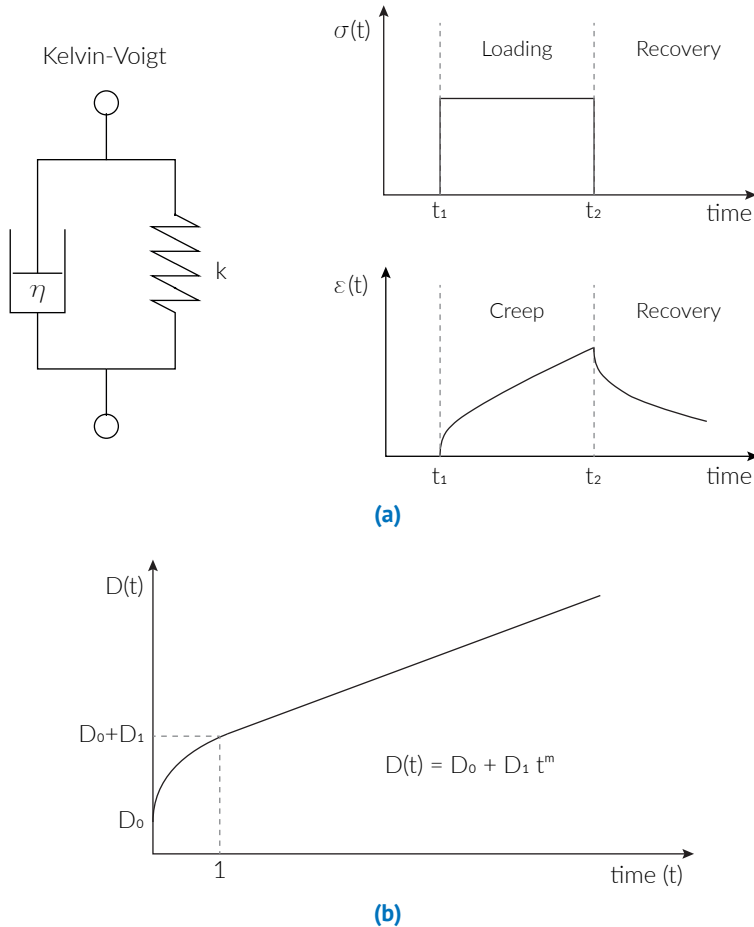 Kelvin-Voigt
η
k
σ(t)
Loading
Recovery
t₁
t₂
time
ε(t)
Creep
Recovery
t₁
t₂
time
(a)
D(t)
D₀+D₁
D₀
D(t) = D₀ + D₁ tᵐ
1
time (t)
(b)